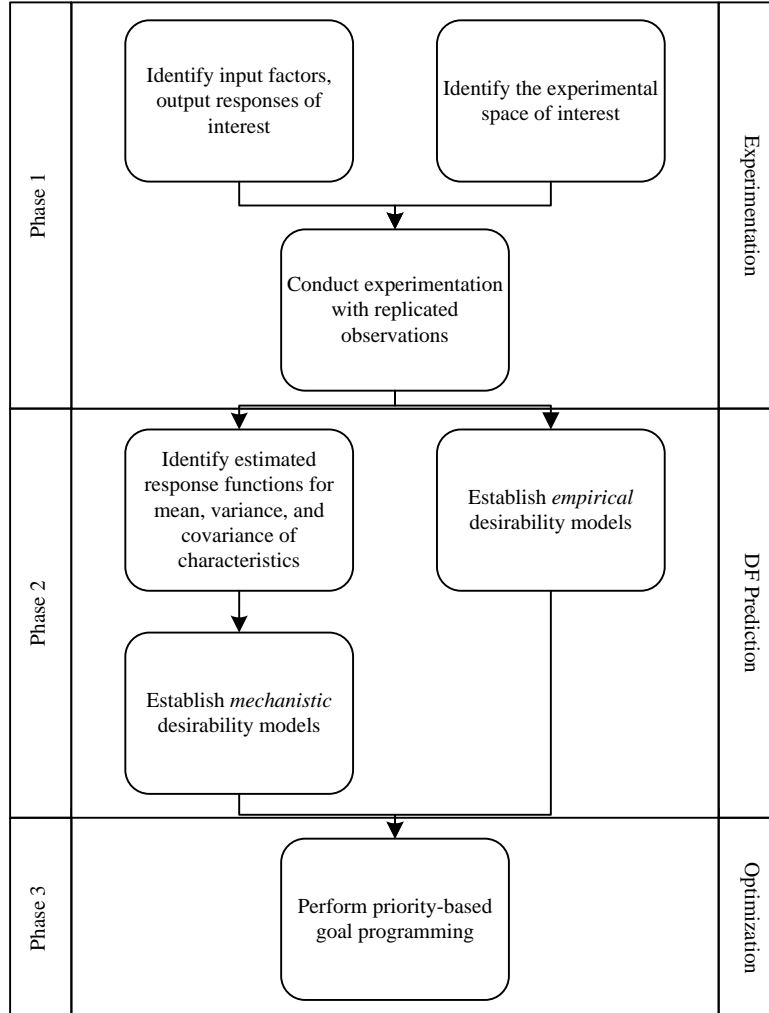 Phase 1
Identify input factors,
output responses of
interest
Identify the experimental
space of interest
Experimentation
Conduct experimentation
with replicated
observations
Phase 2
Identify estimated
response functions for
mean, variance, and
covariance of
characteristics
Establish empirical
desirability models
DF Prediction
Establish mechanistic
desirability models
Phase 3
Perform priority-based
goal programming
Optimization